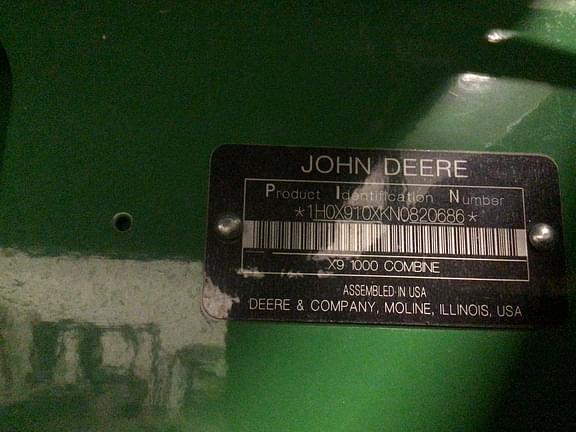 JOHN DEERE
Product Identification Number
*1H0X910XKN0820686*
X9 1000 COMBINE
ASSEMBLED IN USA
DEERE & COMPANY, MOLINE, ILLINOIS, USA